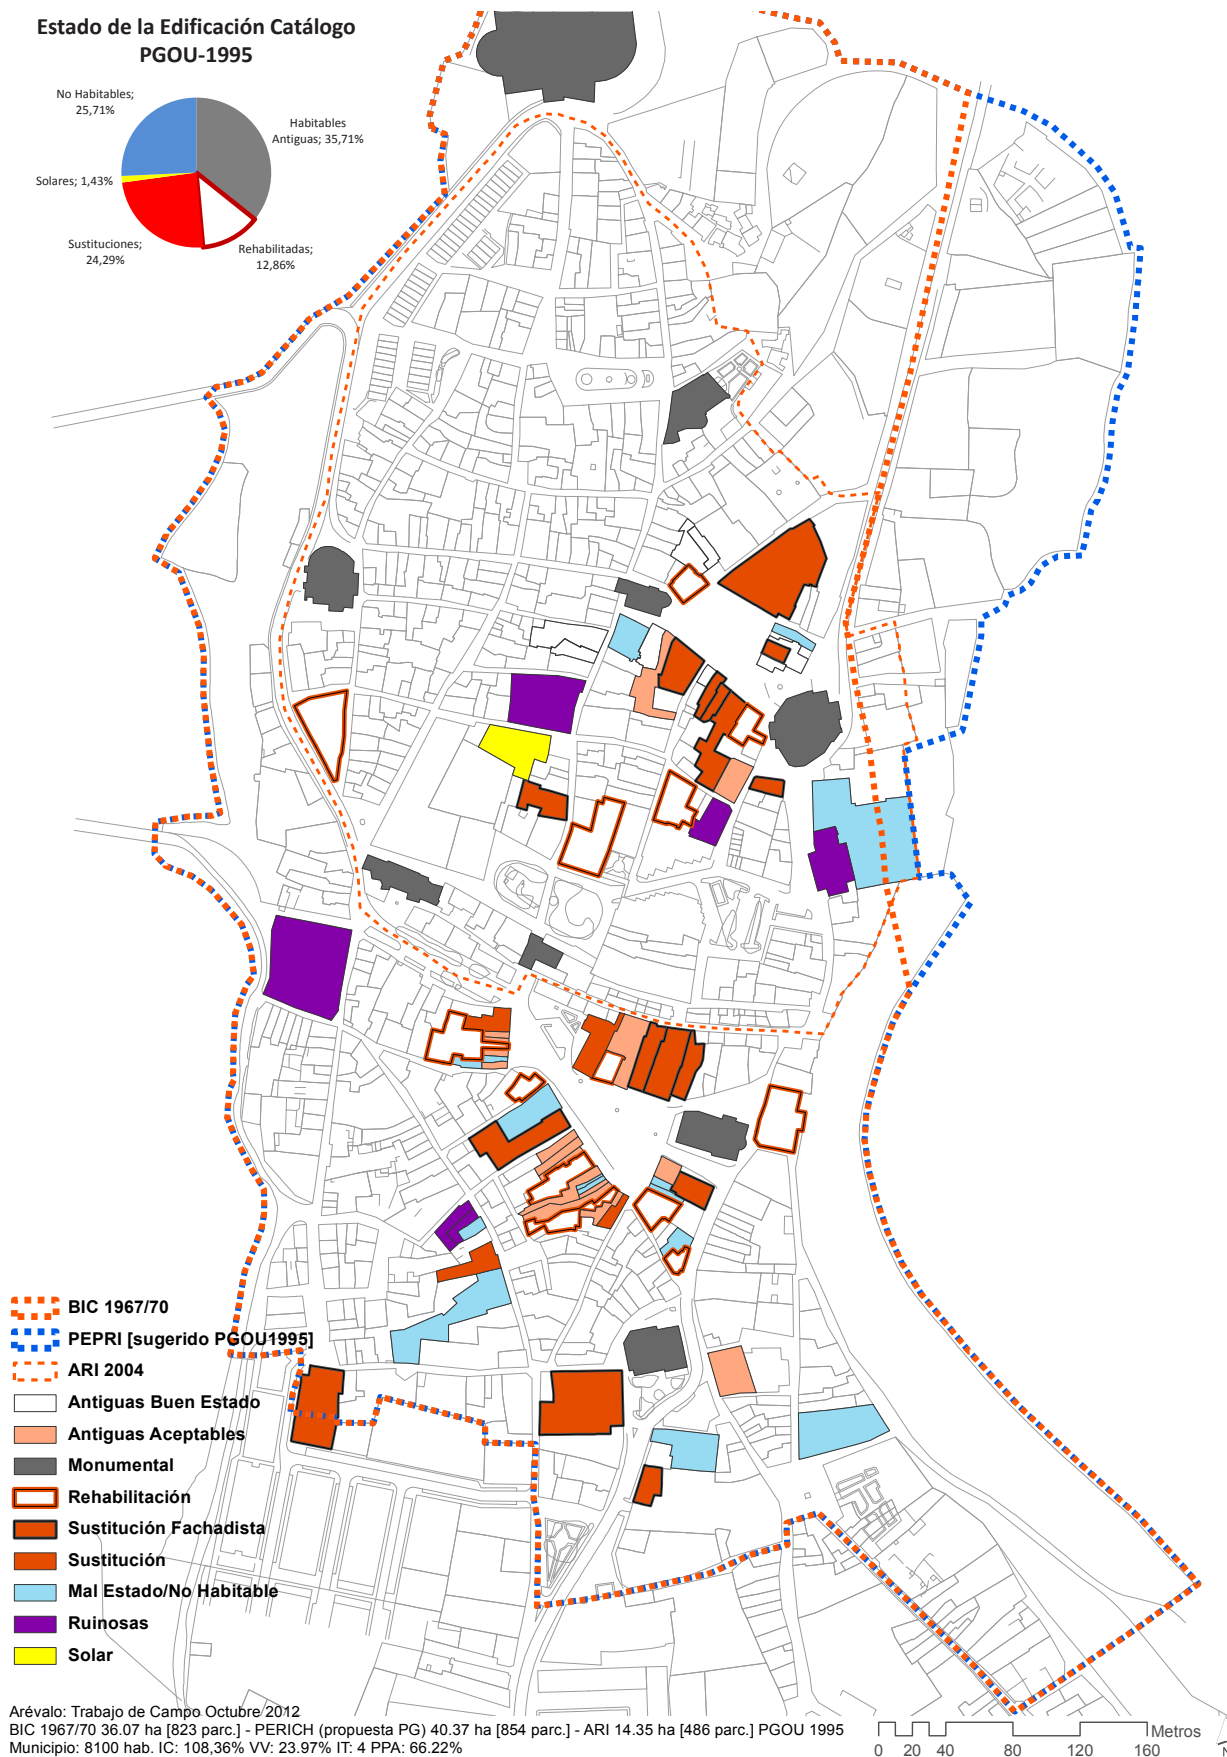 Estado de la Edificación Catálogo
PGOU-1995
No Habitables;
25,71%
Habitables
Antiguas; 35,71%
Solares; 1,43%
Sustituciones;
24,29%
Rehabilitadas;
12,86%
BIC 1967/70
PEPRI [sugerido PGOU1995]
ARI 2004
Antiguas Buen Estado
Antiguas Aceptables
Monumental
Rehabilitación
Sustitución Fachadista
Sustitución
Mal Estado/No Habitable
Ruinosas
Solar
Arévalo: Trabajo de Campo Octubre 2012
BIC 1967/70 36.07 ha [823 parc.] - PERICH (propuesta PG) 40.37 ha [854 parc.] - ARI 14.35 ha [486 parc.] PGOU 1995
Municipio: 8100 hab. IC: 108,36% VV: 23.97% IT: 4 PPA: 66.22%
Metros
0 20 40 80 120 160
N